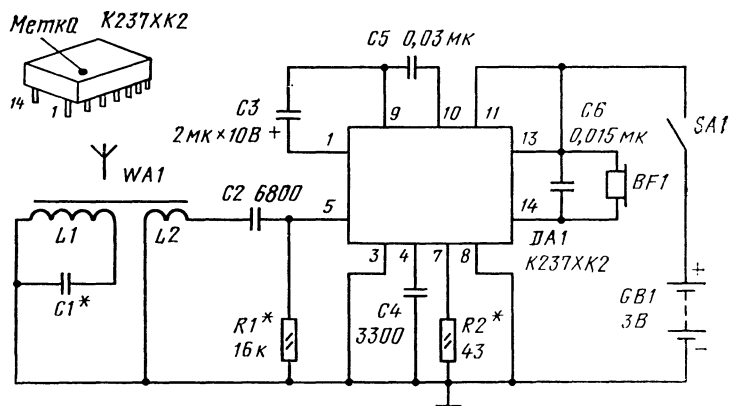 Метка К237ХК2
14
1
WA1
L1
L2
C1*
C2 6800
C3
2мк×10В +
C5 0,03мк
9
10
11
1
13
5
14
3
4
7
8
C6
0,015мк
SA1
BF1
DA1
К237ХК2
R1*
16к
C4
3300
R2*
43
GB1
3В
+
−